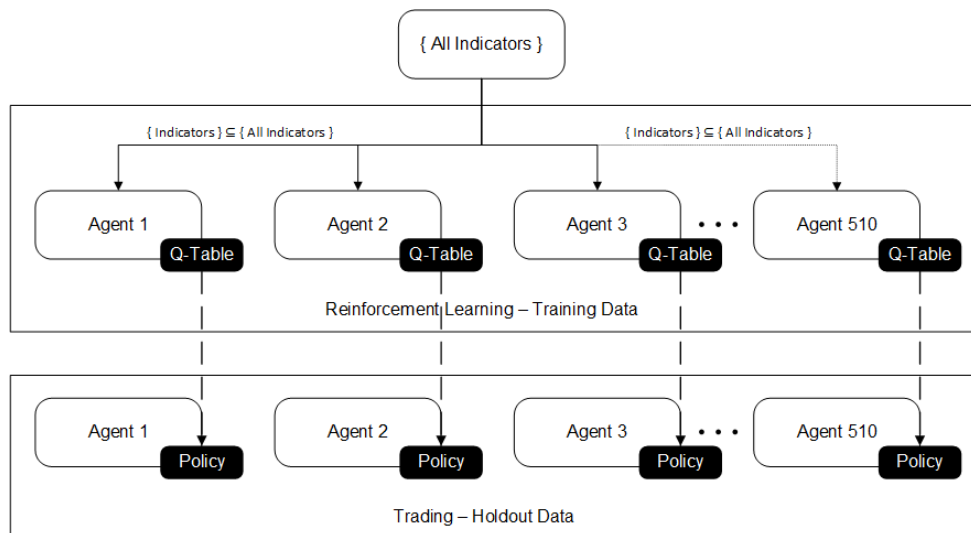 { All Indicators }
{ Indicators } ⊆ { All Indicators }
{ Indicators } ⊆ { All Indicators }
Agent 1
Agent 2
Agent 3
Agent 510
Q-Table
Q-Table
Q-Table
Q-Table
Reinforcement Learning – Training Data
Agent 1
Agent 2
Agent 3
Agent 510
Policy
Policy
Policy
Policy
Trading – Holdout Data